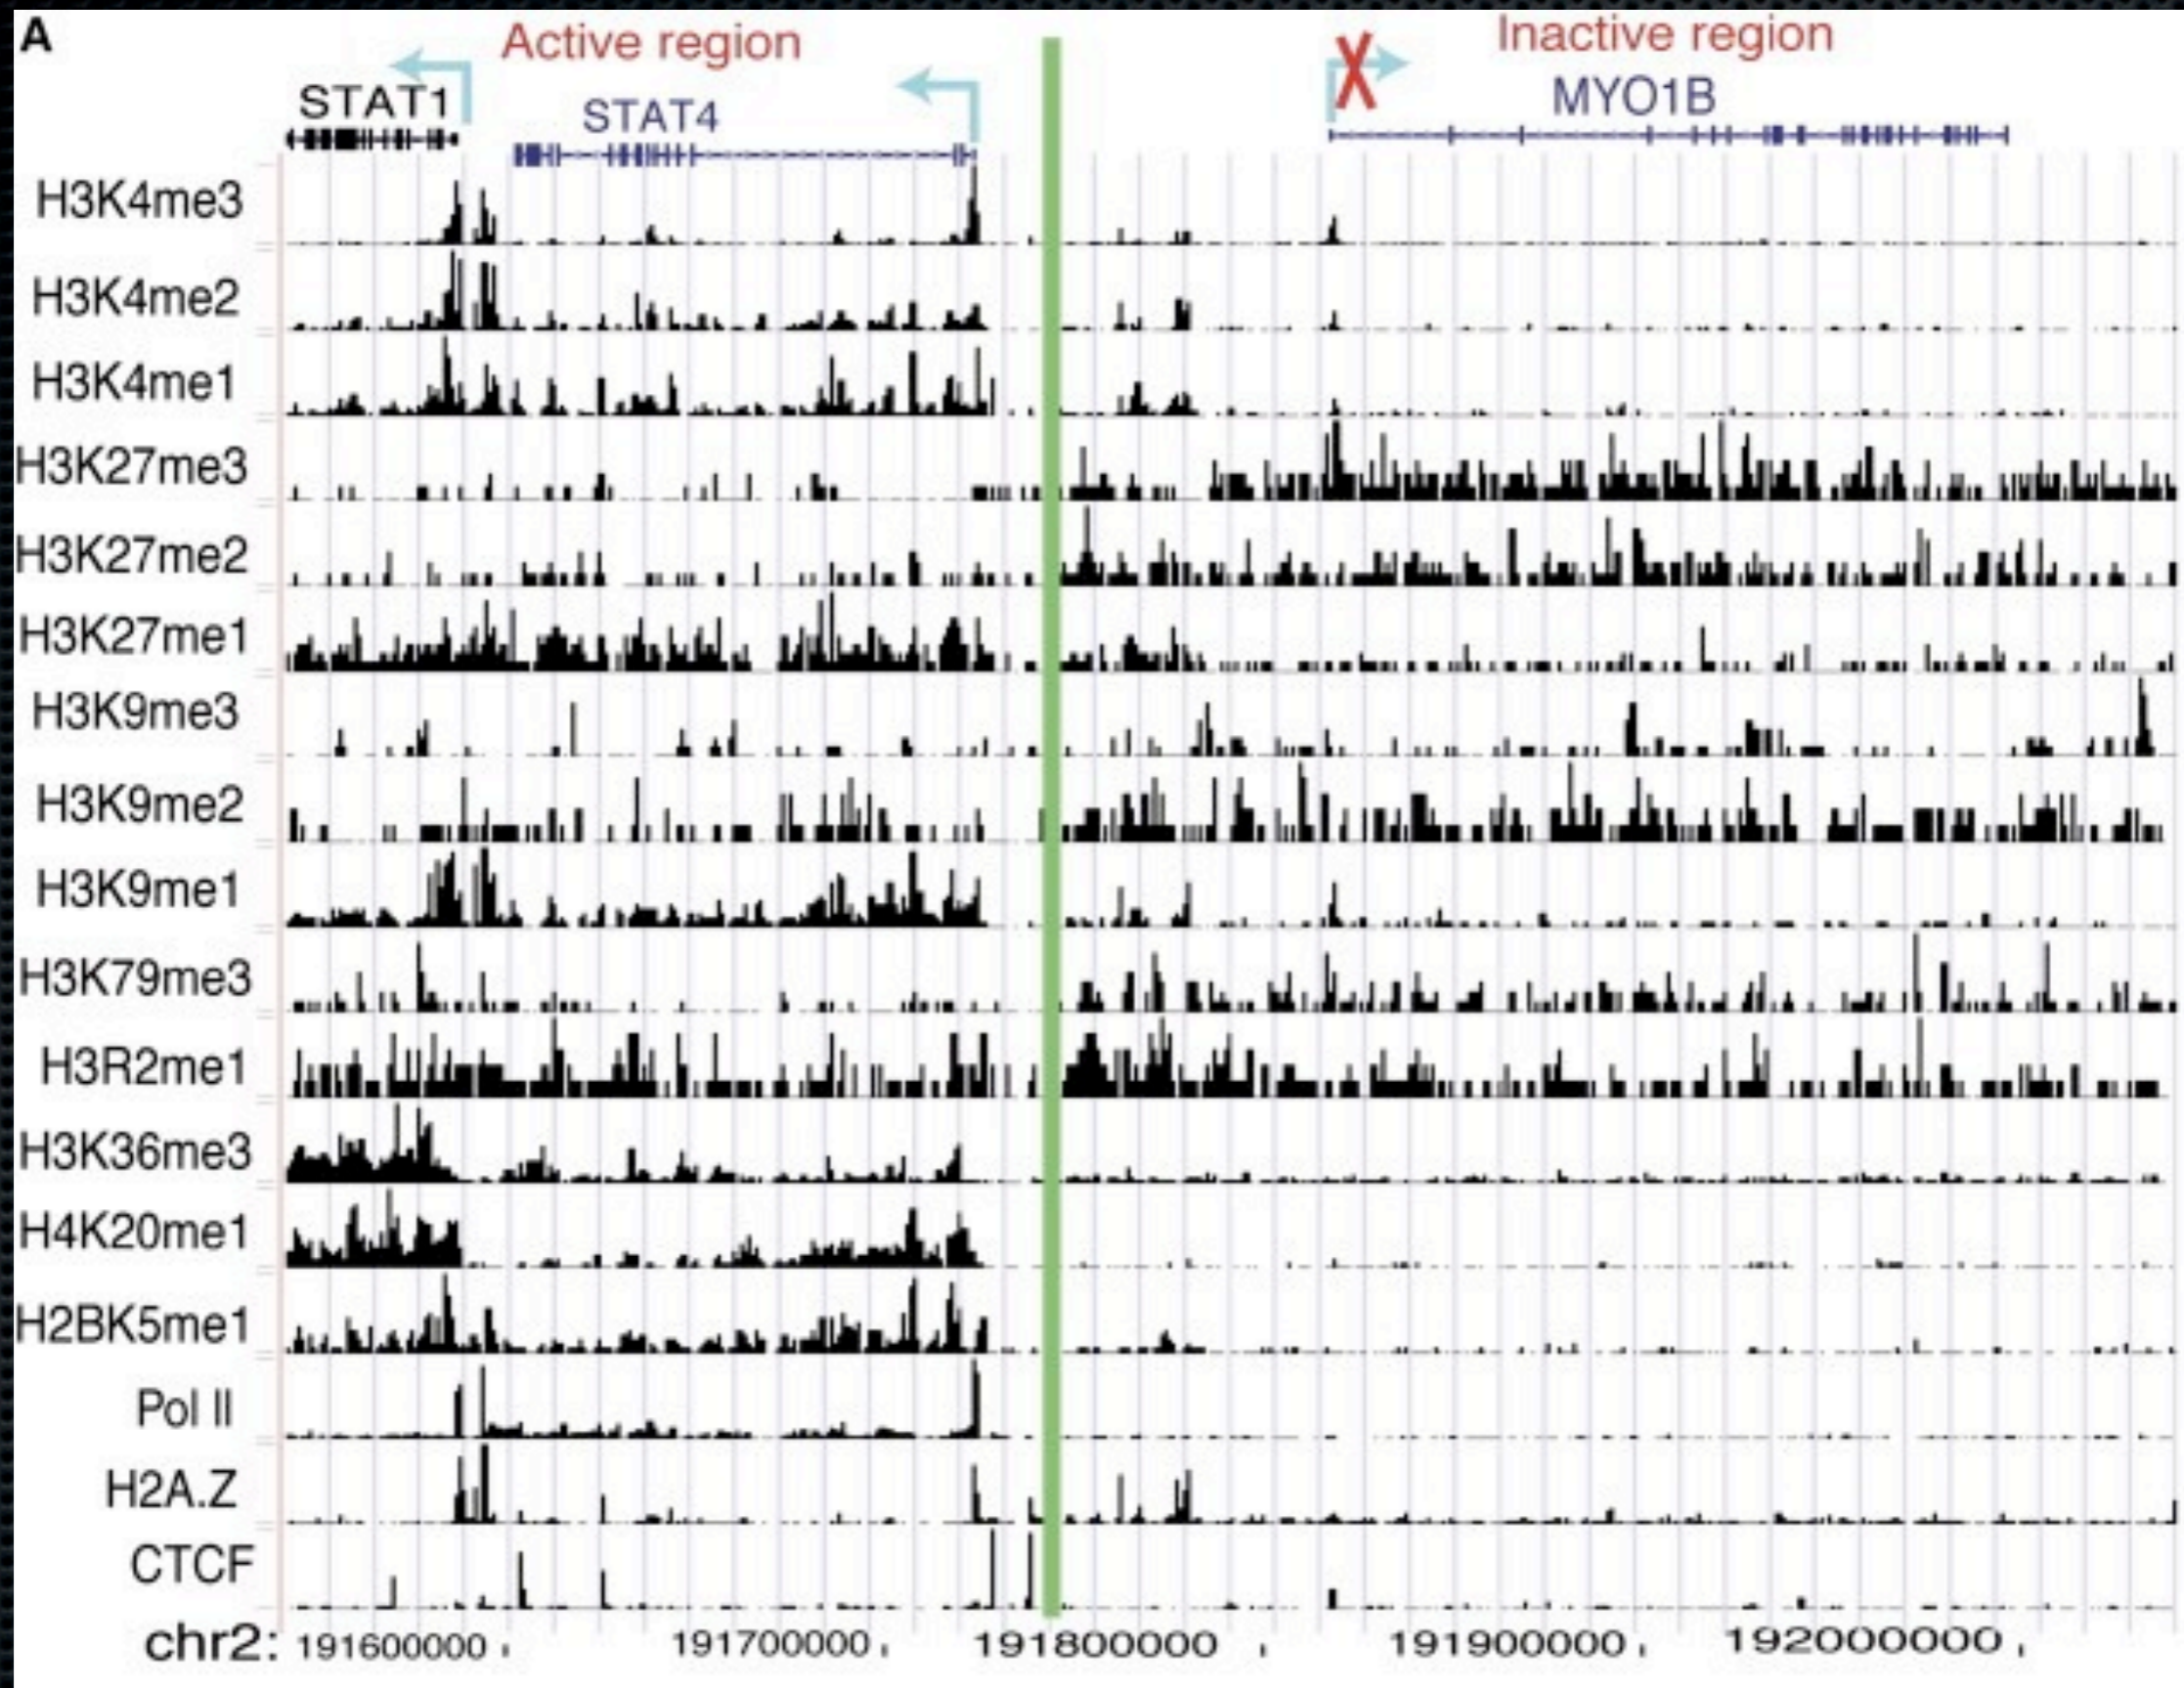 A
Active region
Inactive region
STAT1
STAT4
X
MYO1B
H3K4me3
H3K4me2
H3K4me1
H3K27me3
H3K27me2
H3K27me1
H3K9me3
H3K9me2
H3K9me1
H3K79me3
H3R2me1
H3K36me3
H4K20me1
H2BK5me1
Pol II
H2A.Z
CTCF
chr2: 191600000 191700000 191800000 191900000 192000000